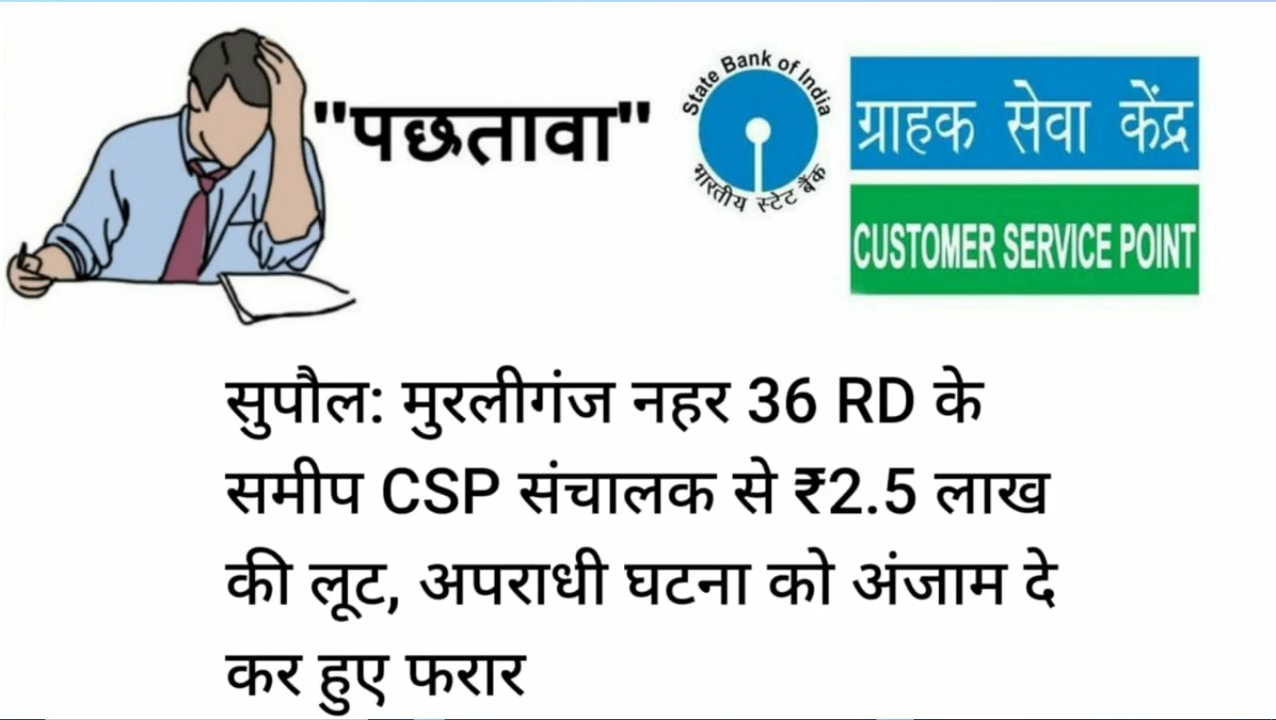 "पछतावा"
State Bank of India
भारतीय स्टेट बैंक
ग्राहक सेवा केंद्र
CUSTOMER SERVICE POINT
सुपौल: मुरलीगंज नहर 36 RD के
समीप CSP संचालक से ₹2.5 लाख
की लूट, अपराधी घटना को अंजाम दे
कर हुए फरार